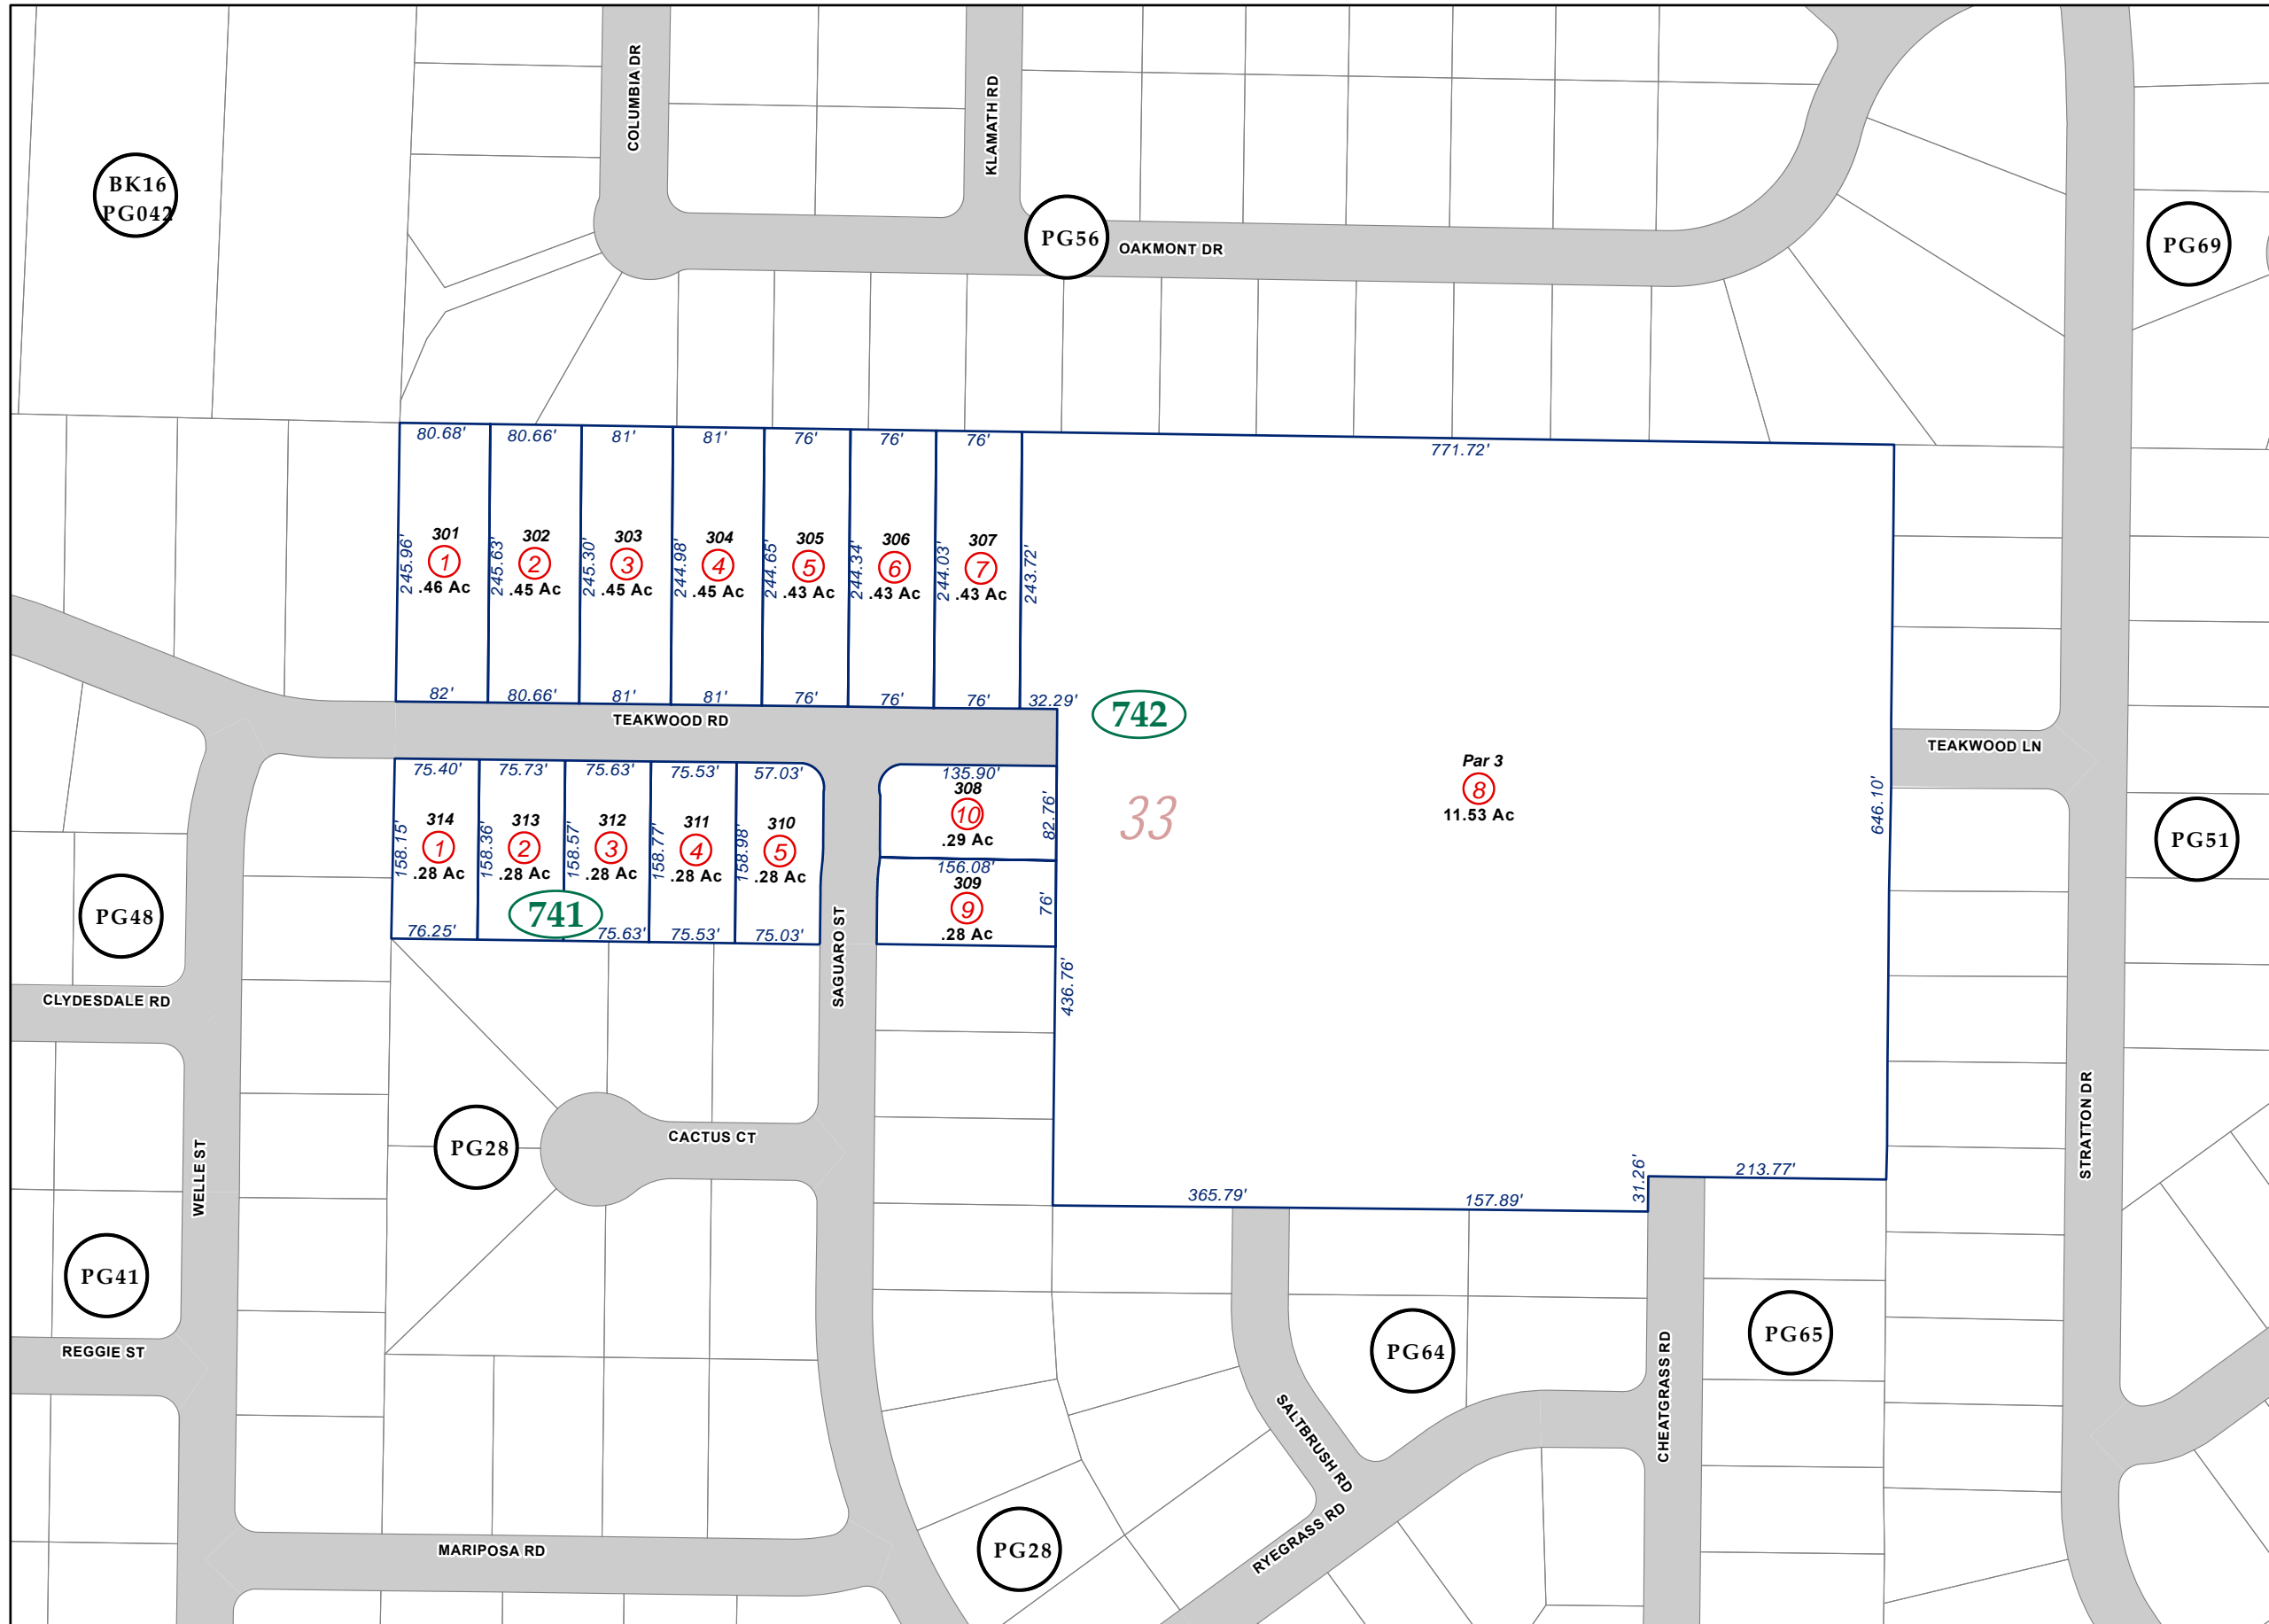 COLUMBIA DR
KLAMATH RD
BK16
PG042
PG56
OAKMONT DR
PG69
80.68'
80.66'
81'
81'
76'
76'
76'
771.72'
301
1
.46 Ac
245.96'
302
2
.45 Ac
245.63'
303
3
.45 Ac
245.30'
304
4
.45 Ac
244.98'
305
5
.43 Ac
244.65'
306
6
.43 Ac
244.34'
307
7
.43 Ac
244.03'
243.72'
82'
80.66'
81'
81'
76'
76'
76'
32.29'
742
TEAKWOOD RD
TEAKWOOD LN
75.40'
75.73'
75.63'
75.53'
57.03'
135.90'
308
10
.29 Ac
82.76'
33
Par 3
8
11.53 Ac
646.10'
314
1
.28 Ac
158.15'
313
2
.28 Ac
158.36'
312
3
.28 Ac
158.57'
311
4
.28 Ac
158.77'
310
5
.28 Ac
158.98'
156.08'
309
9
.28 Ac
76'
741
76.25'
75.63'
75.53'
75.03'
PG48
PG51
SAGUARO ST
436.76'
CLYDESDALE RD
CACTUS CT
PG28
WELLE ST
STRATTON DR
365.79'
157.89'
31.26'
213.77'
PG41
PG64
PG65
REGGIE ST
SALTBRUSH RD
CHEATGRASS RD
RYEGRASS RD
MARIPOSA RD
PG28